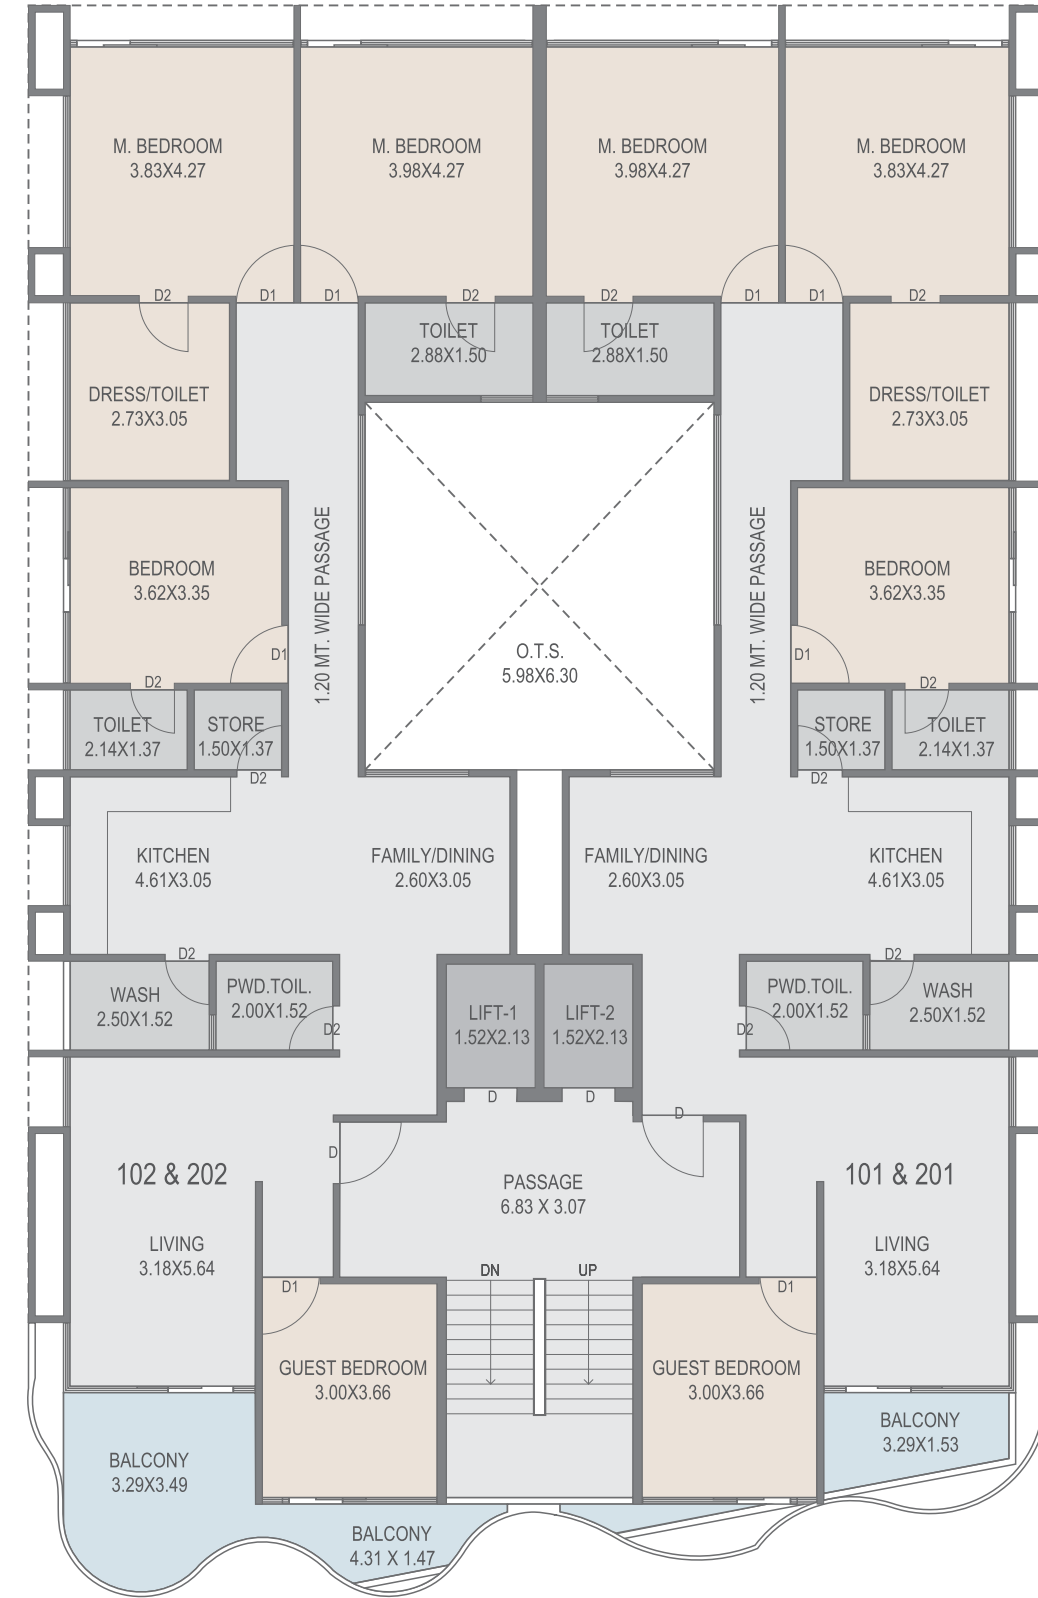 M. BEDROOM
3.83X4.27
M. BEDROOM
3.98X4.27
M. BEDROOM
3.98X4.27
M. BEDROOM
3.83X4.27
D2
D1
D1
D2
D2
D1
D1
D2
TOILET
2.88X1.50
TOILET
2.88X1.50
DRESS/TOILET
2.73X3.05
DRESS/TOILET
2.73X3.05
1.20 MT. WIDE PASSAGE
1.20 MT. WIDE PASSAGE
BEDROOM
3.62X3.35
BEDROOM
3.62X3.35
O.T.S.
5.98X6.30
D1
D1
D2
D2
TOILET
2.14X1.37
STORE
1.50X1.37
STORE
1.50X1.37
TOILET
2.14X1.37
D2
D2
KITCHEN
4.61X3.05
FAMILY/DINING
2.60X3.05
FAMILY/DINING
2.60X3.05
KITCHEN
4.61X3.05
D2
D2
WASH
2.50X1.52
PWD.TOIL.
2.00X1.52
D2
LIFT-1
1.52X2.13
LIFT-2
1.52X2.13
PWD.TOIL.
2.00X1.52
D2
WASH
2.50X1.52
D
D
D
D
102 & 202
101 & 201
PASSAGE
6.83 X 3.07
LIVING
3.18X5.64
LIVING
3.18X5.64
DN
UP
D1
D1
GUEST BEDROOM
3.00X3.66
GUEST BEDROOM
3.00X3.66
BALCONY
3.29X1.53
BALCONY
3.29X3.49
BALCONY
4.31 X 1.47